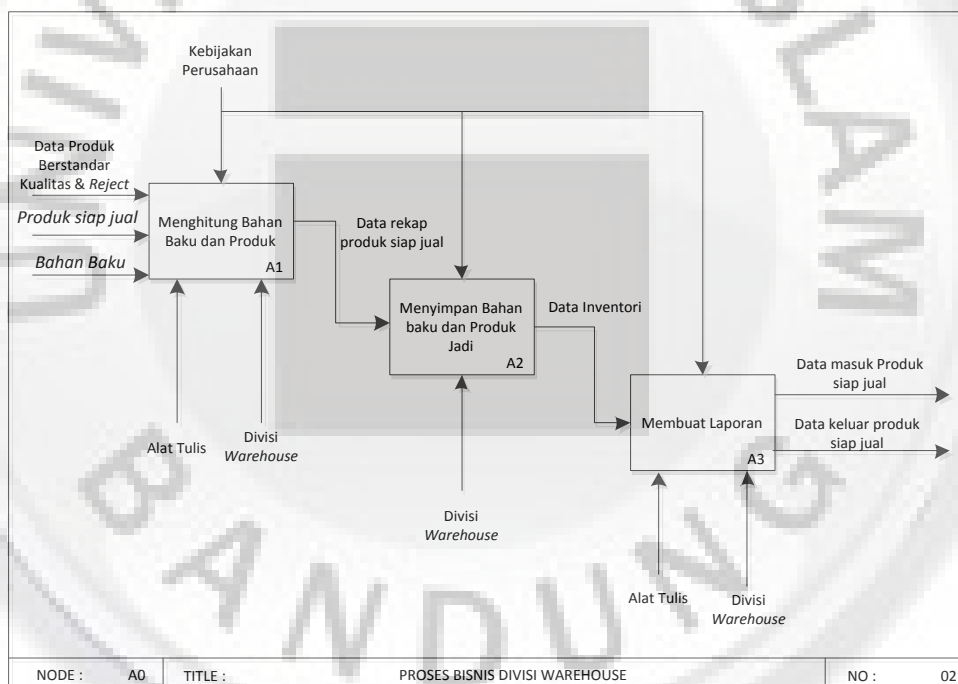 Kebijakan
Perusahaan
Data Produk
Berstandar
Kualitas & Reject
Produk siap jual
Bahan Baku
Menghitung Bahan
Baku dan Produk
A1
Data rekap
produk siap jual
Menyimpan Bahan
baku dan Produk
Jadi
A2
Data Inventori
Membuat Laporan
A3
Data masuk Produk
siap jual
Data keluar produk
siap jual
Alat Tulis
Divisi
Warehouse
Divisi
Warehouse
Alat Tulis
Divisi
Warehouse
BANDUNG
NODE : A0 TITLE : PROSES BISNIS DIVISI WAREHOUSE NO : 02